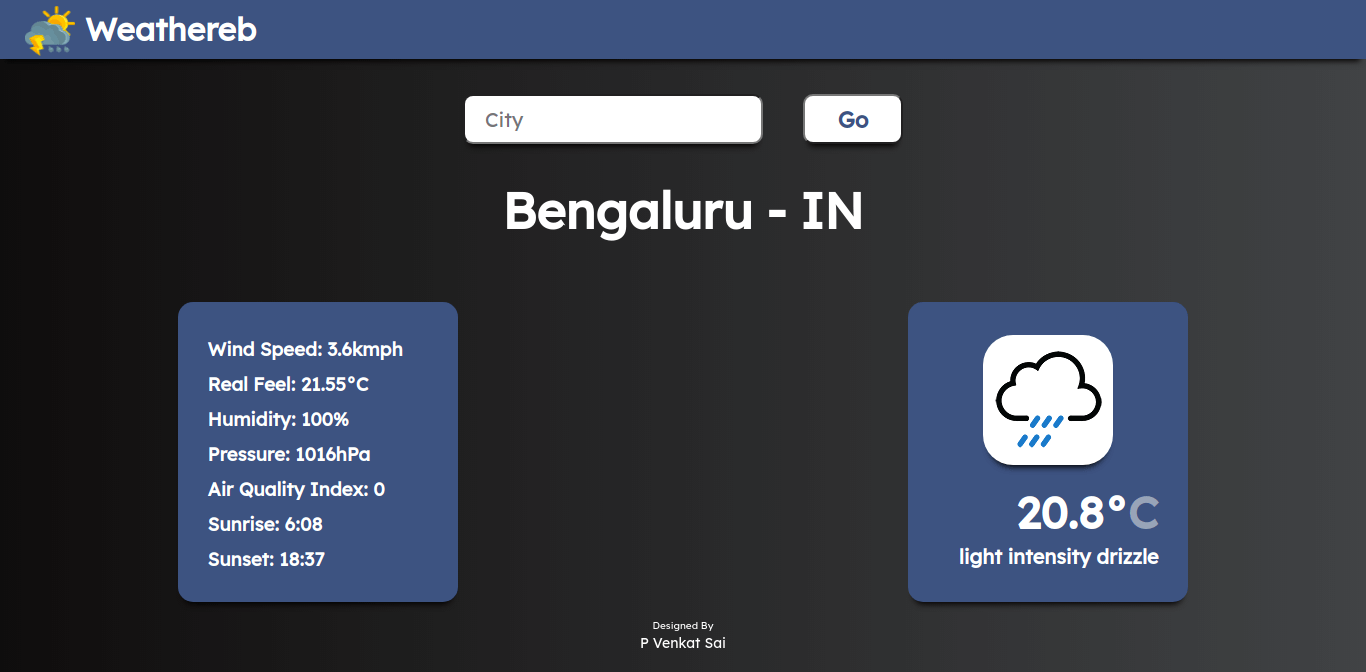 Weathereb
City
Go
Bengaluru - IN
Wind Speed: 3.6kmph
Real Feel: 21.55°C
Humidity: 100%
Pressure: 1016hPa
Air Quality Index: 0
Sunrise: 6:08
Sunset: 18:37
20.8°C
light intensity drizzle
Designed By
P Venkat Sai